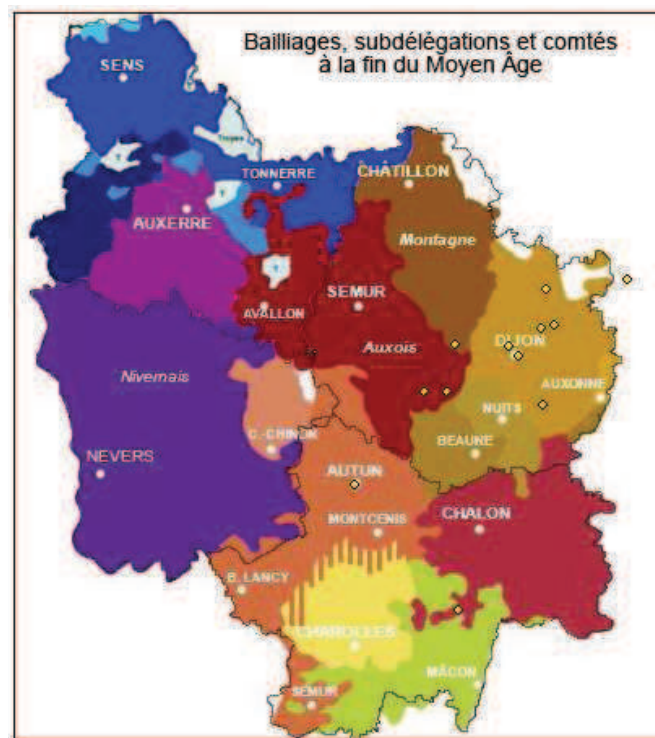 Bailliages, subdélégations et comtés
à la fin du Moyen Âge
SENS
Troyes
T
TONNERRE
CHÂTILLON
T
AUXERRE
Montagne
T
SEMUR
AVALLON
DIJON
Auxois
Nivernais
AUXONNE
NUITS
C.-CHINON
BEAUNE
NEVERS
AUTUN
CHALON
MONTCENIS
B. LANCY
CHAROLLES
MÂCON
SEMUR